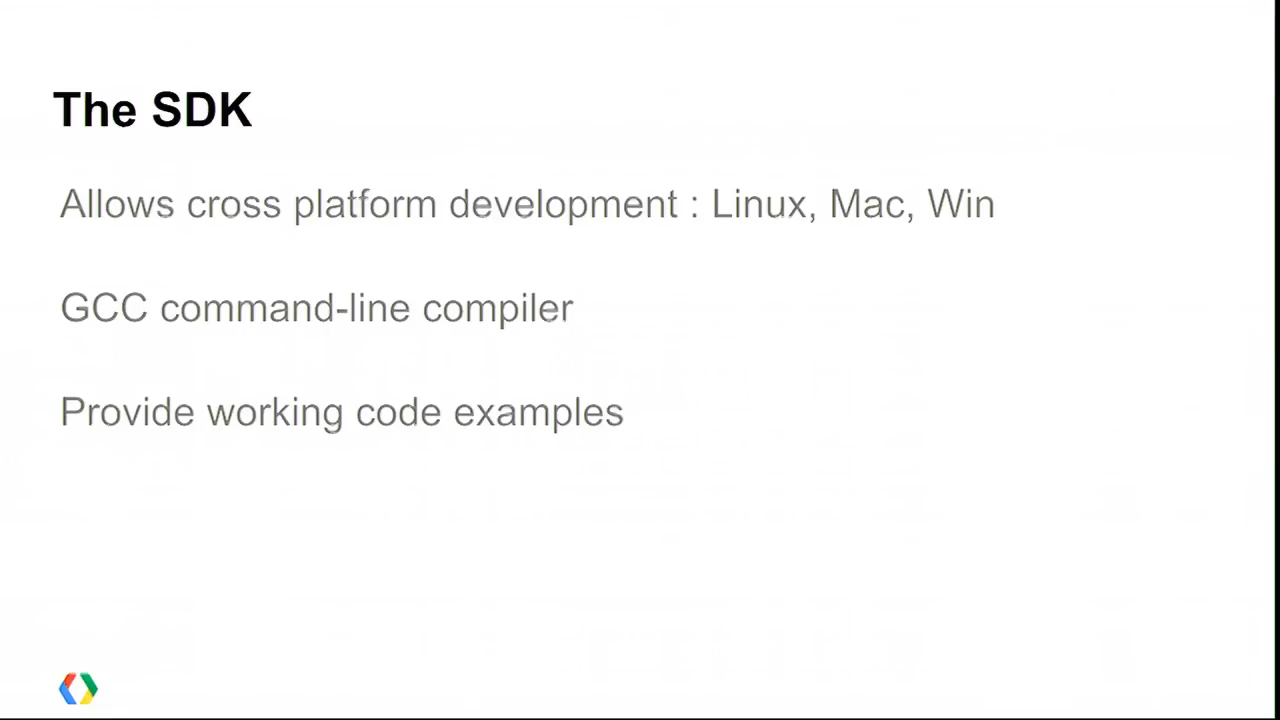 The SDK
Allows cross platform development : Linux, Mac, Win
GCC command-line compiler
Provide working code examples